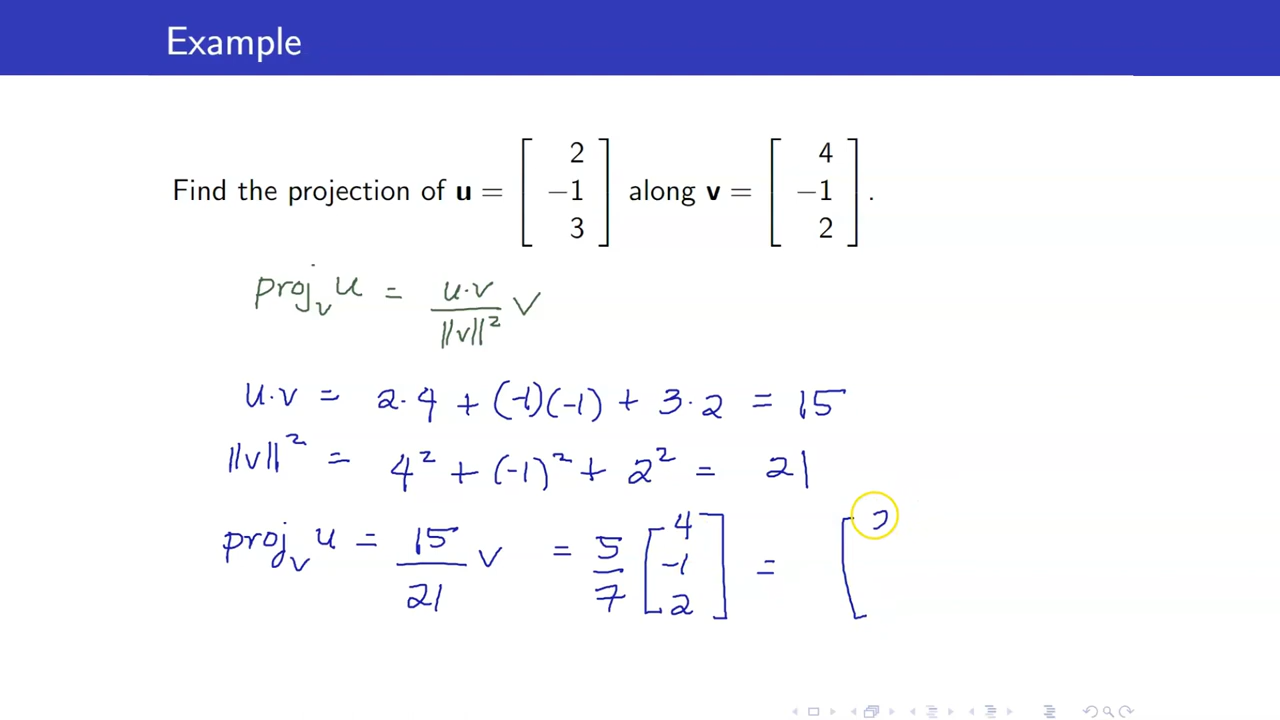 Example
Find the projection of u = [ 2 −1 3 ] along v = [ 4 −1 2 ].
proj_v u = u·v / ||v||² v
u·v = 2·4 + (-1)(-1) + 3·2 = 15
||v||² = 4² + (-1)² + 2² = 21
proj_v u = 15/21 v = 5/7 [ 4 -1 2 ] = [